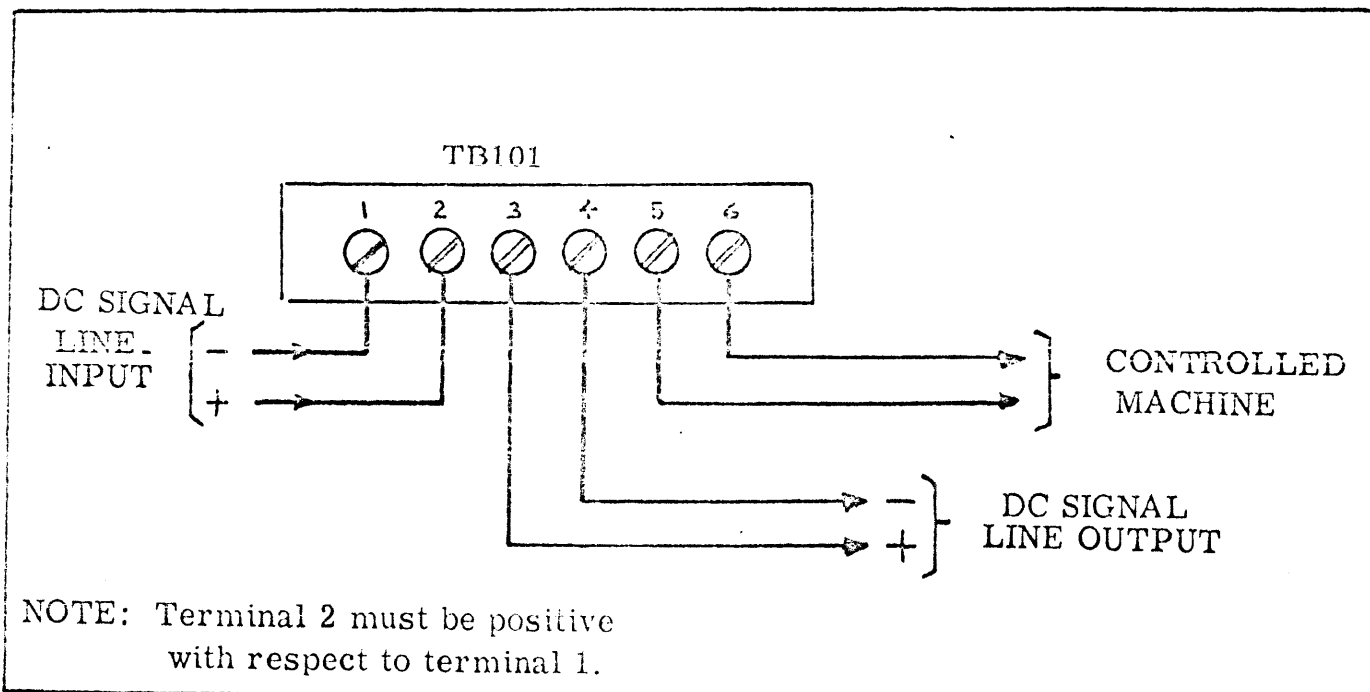 TB101
1 2 3 4 5 6
DC SIGNAL
LINE
INPUT
-
+
CONTROLLED
MACHINE
-
+
DC SIGNAL
LINE OUTPUT
NOTE: Terminal 2 must be positive
with respect to terminal 1.